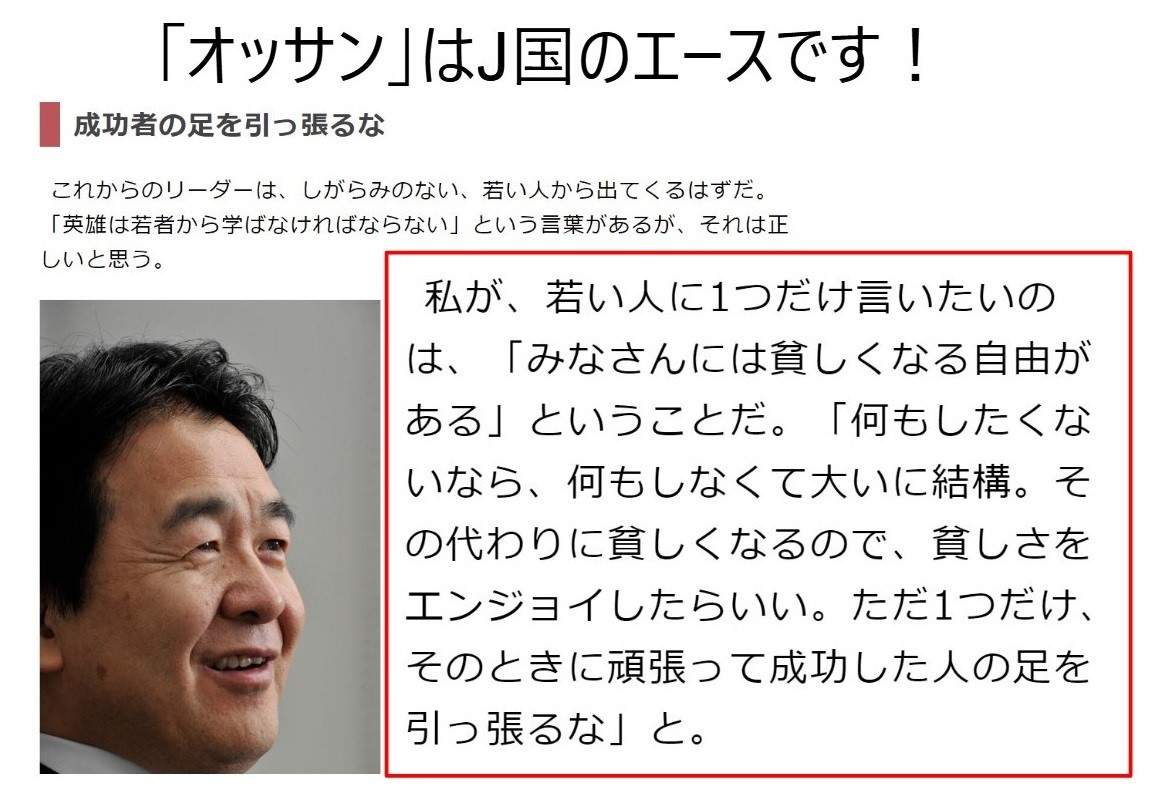 「オッサン」はJ国のエースです！
成功者の足を引っ張るな
これからのリーダーは、しがらみのない、若い人から出てくるはずだ。
「英雄は若者から学ばなければならない」という言葉があるが、それは正
しいと思う。
私が、若い人に1つだけ言いたいの
は、「みなさんには貧しくなる自由が
ある」ということだ。「何もしたくな
いなら、何もしなくて大いに結構。そ
の代わりに貧しくなるので、貧しさを
エンジョイしたらいい。ただ1つだけ、
そのときに頑張って成功した人の足を
引っ張るな」と。